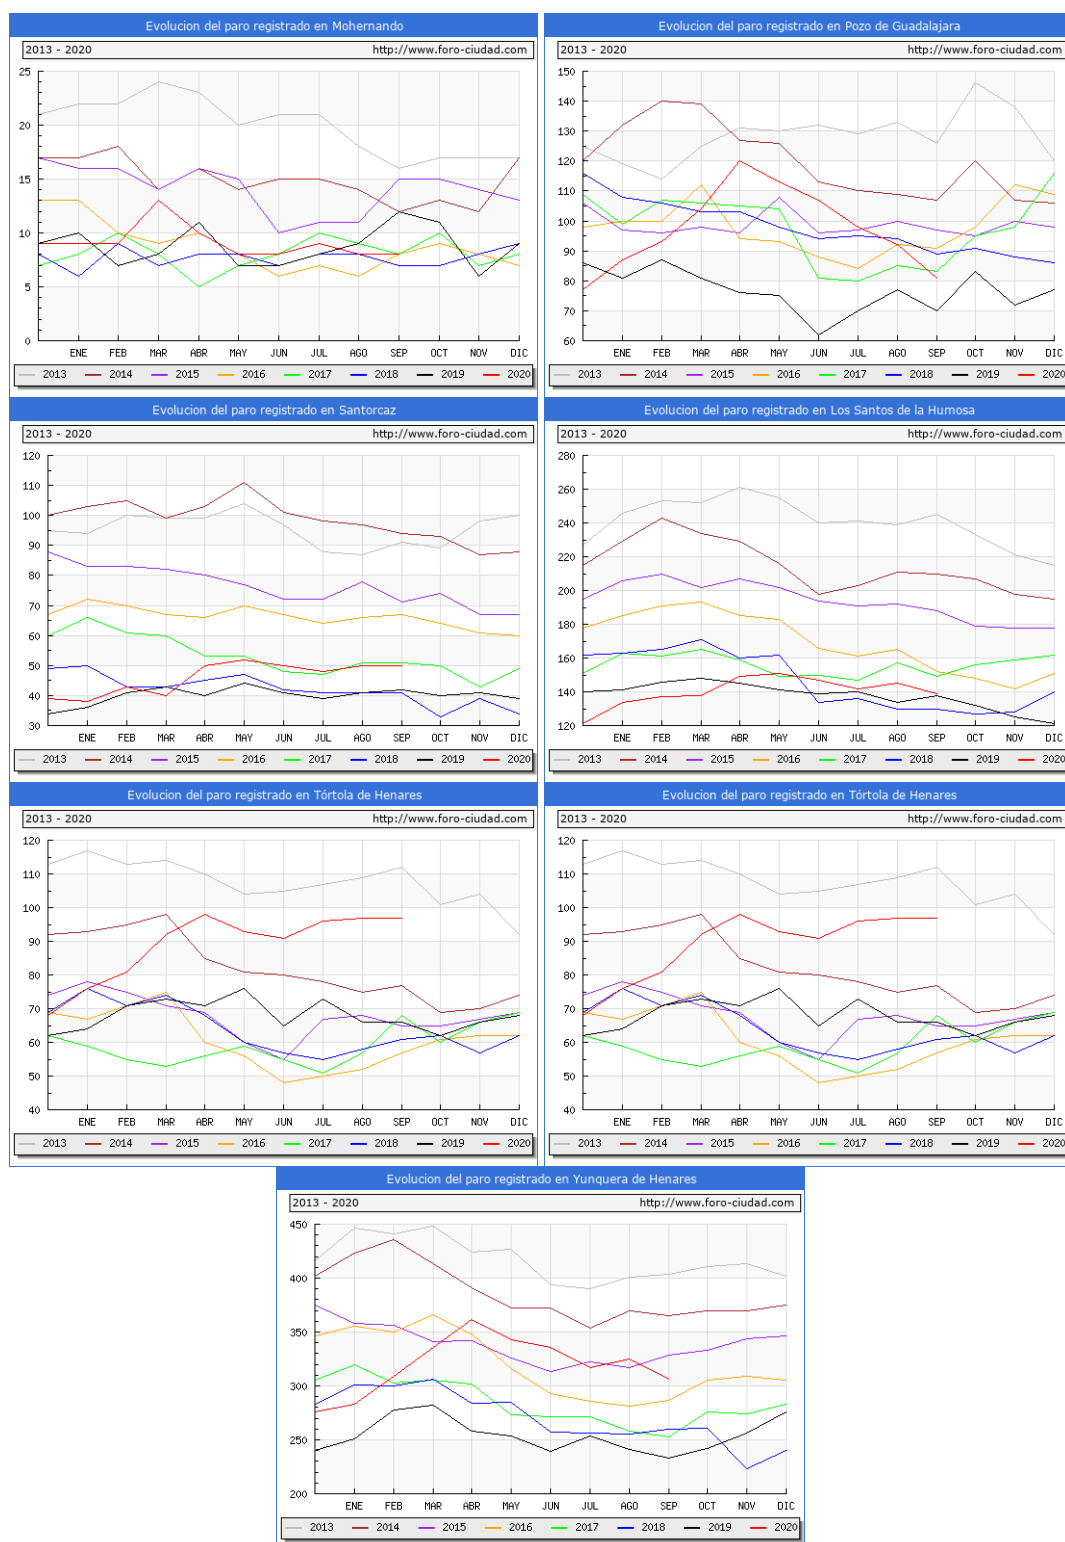 Evolucion del paro registrado en Mohernando
2013 - 2020 http://www.foro-ciudad.com
25
20
15
10
5
0
ENE FEB MAR ABR MAY JUN JUL AGO SEP OCT NOV DIC
2013 2014 2015 2016 2017 2018 2019 2020
Evolucion del paro registrado en Pozo de Guadalajara
2013 - 2020 http://www.foro-ciudad.com
150
140
130
120
110
100
90
80
70
60
ENE FEB MAR ABR MAY JUN JUL AGO SEP OCT NOV DIC
2013 2014 2015 2016 2017 2018 2019 2020
Evolucion del paro registrado en Santorcaz
2013 - 2020 http://www.foro-ciudad.com
120
110
100
90
80
70
60
50
40
30
ENE FEB MAR ABR MAY JUN JUL AGO SEP OCT NOV DIC
2013 2014 2015 2016 2017 2018 2019 2020
Evolucion del paro registrado en Los Santos de la Humosa
2013 - 2020 http://www.foro-ciudad.com
280
260
240
220
200
180
160
140
120
ENE FEB MAR ABR MAY JUN JUL AGO SEP OCT NOV DIC
2013 2014 2015 2016 2017 2018 2019 2020
Evolucion del paro registrado en Tórtola de Henares
2013 - 2020 http://www.foro-ciudad.com
120
110
100
90
80
70
60
50
40
ENE FEB MAR ABR MAY JUN JUL AGO SEP OCT NOV DIC
2013 2014 2015 2016 2017 2018 2019 2020
Evolucion del paro registrado en Tórtola de Henares
2013 - 2020 http://www.foro-ciudad.com
120
110
100
90
80
70
60
50
40
ENE FEB MAR ABR MAY JUN JUL AGO SEP OCT NOV DIC
2013 2014 2015 2016 2017 2018 2019 2020
Evolucion del paro registrado en Yunquera de Henares
2013 - 2020 http://www.foro-ciudad.com
450
400
350
300
250
200
ENE FEB MAR ABR MAY JUN JUL AGO SEP OCT NOV DIC
2013 2014 2015 2016 2017 2018 2019 2020